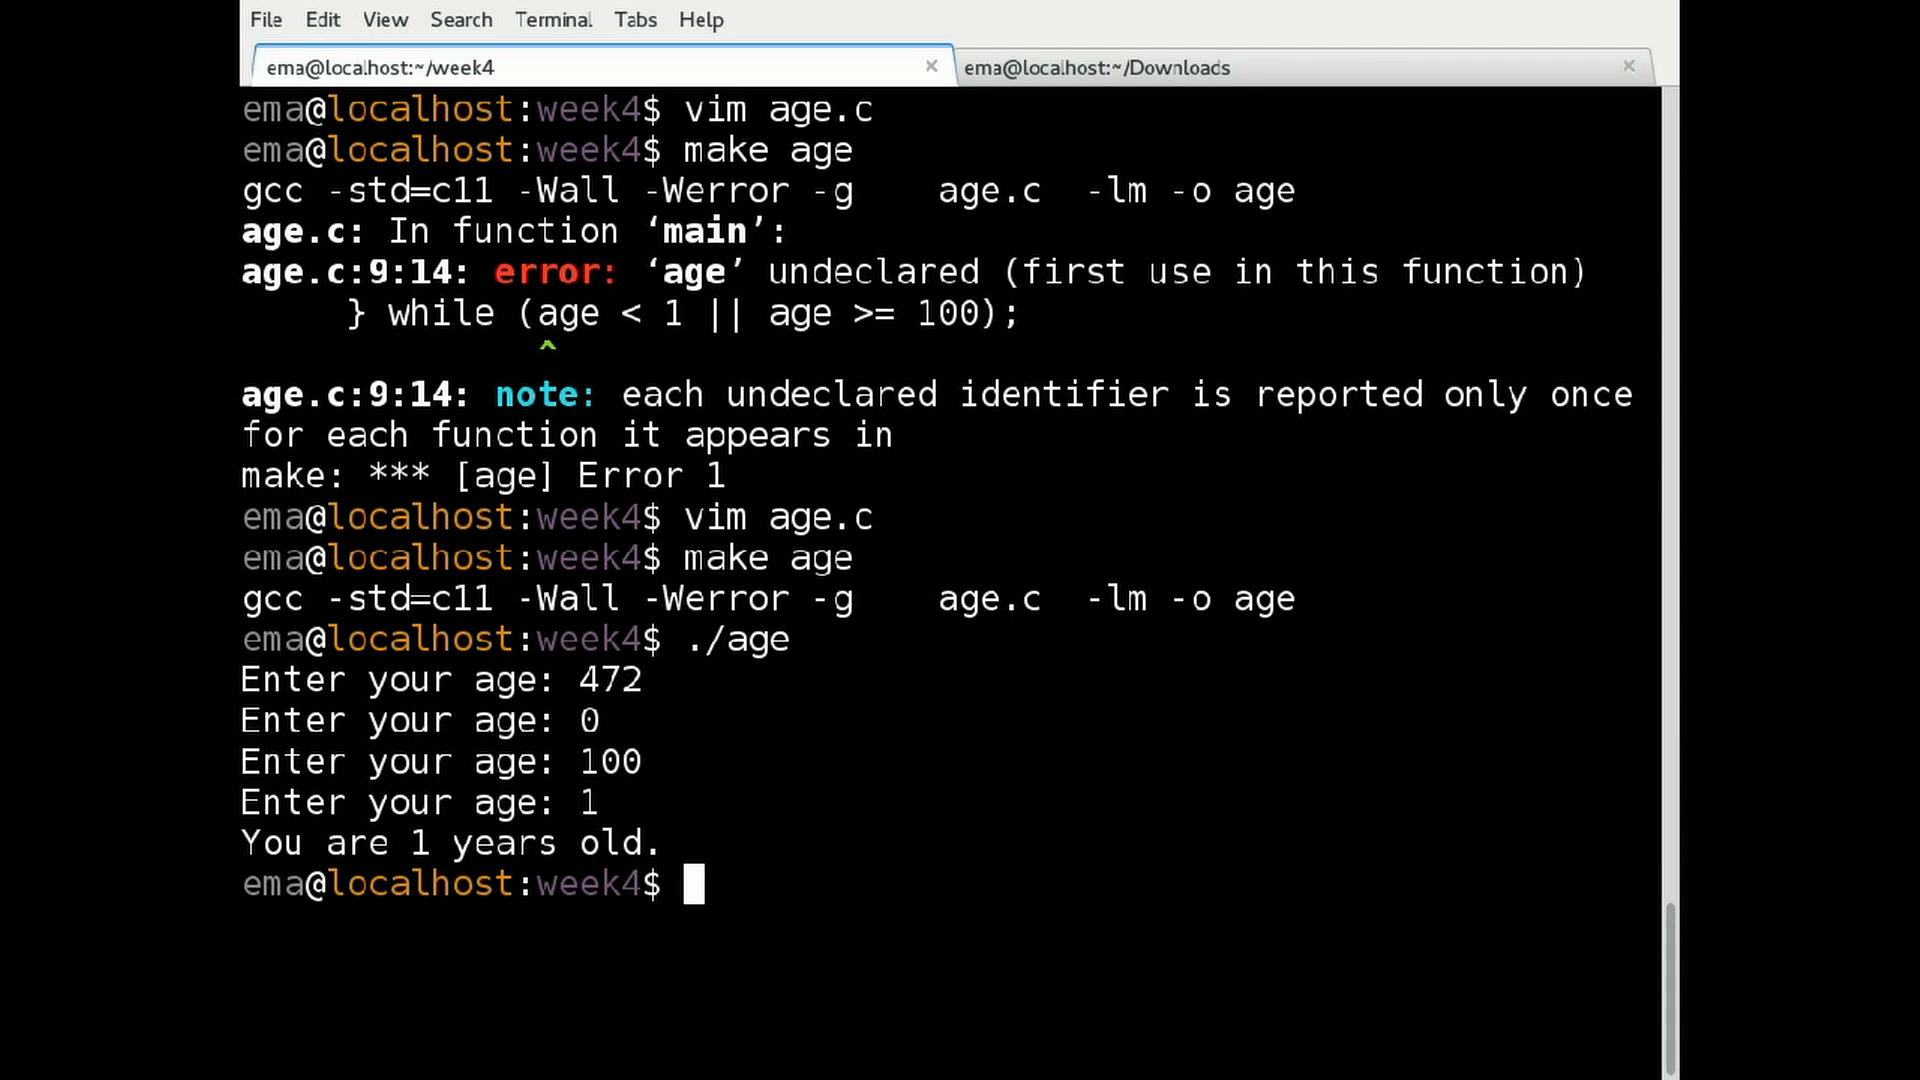 File Edit View Search Terminal Tabs Help
ema@localhost:~/week4 × ema@localhost:~/Downloads ×
ema@localhost:week4$ vim age.c
ema@localhost:week4$ make age
gcc -std=c11 -Wall -Werror -g    age.c  -lm -o age
age.c: In function ‘main’:
age.c:9:14: error: ‘age’ undeclared (first use in this function)
     } while (age < 1 || age >= 100);
              ^
age.c:9:14: note: each undeclared identifier is reported only once
for each function it appears in
make: *** [age] Error 1
ema@localhost:week4$ vim age.c
ema@localhost:week4$ make age
gcc -std=c11 -Wall -Werror -g    age.c  -lm -o age
ema@localhost:week4$ ./age
Enter your age: 472
Enter your age: 0
Enter your age: 100
Enter your age: 1
You are 1 years old.
ema@localhost:week4$